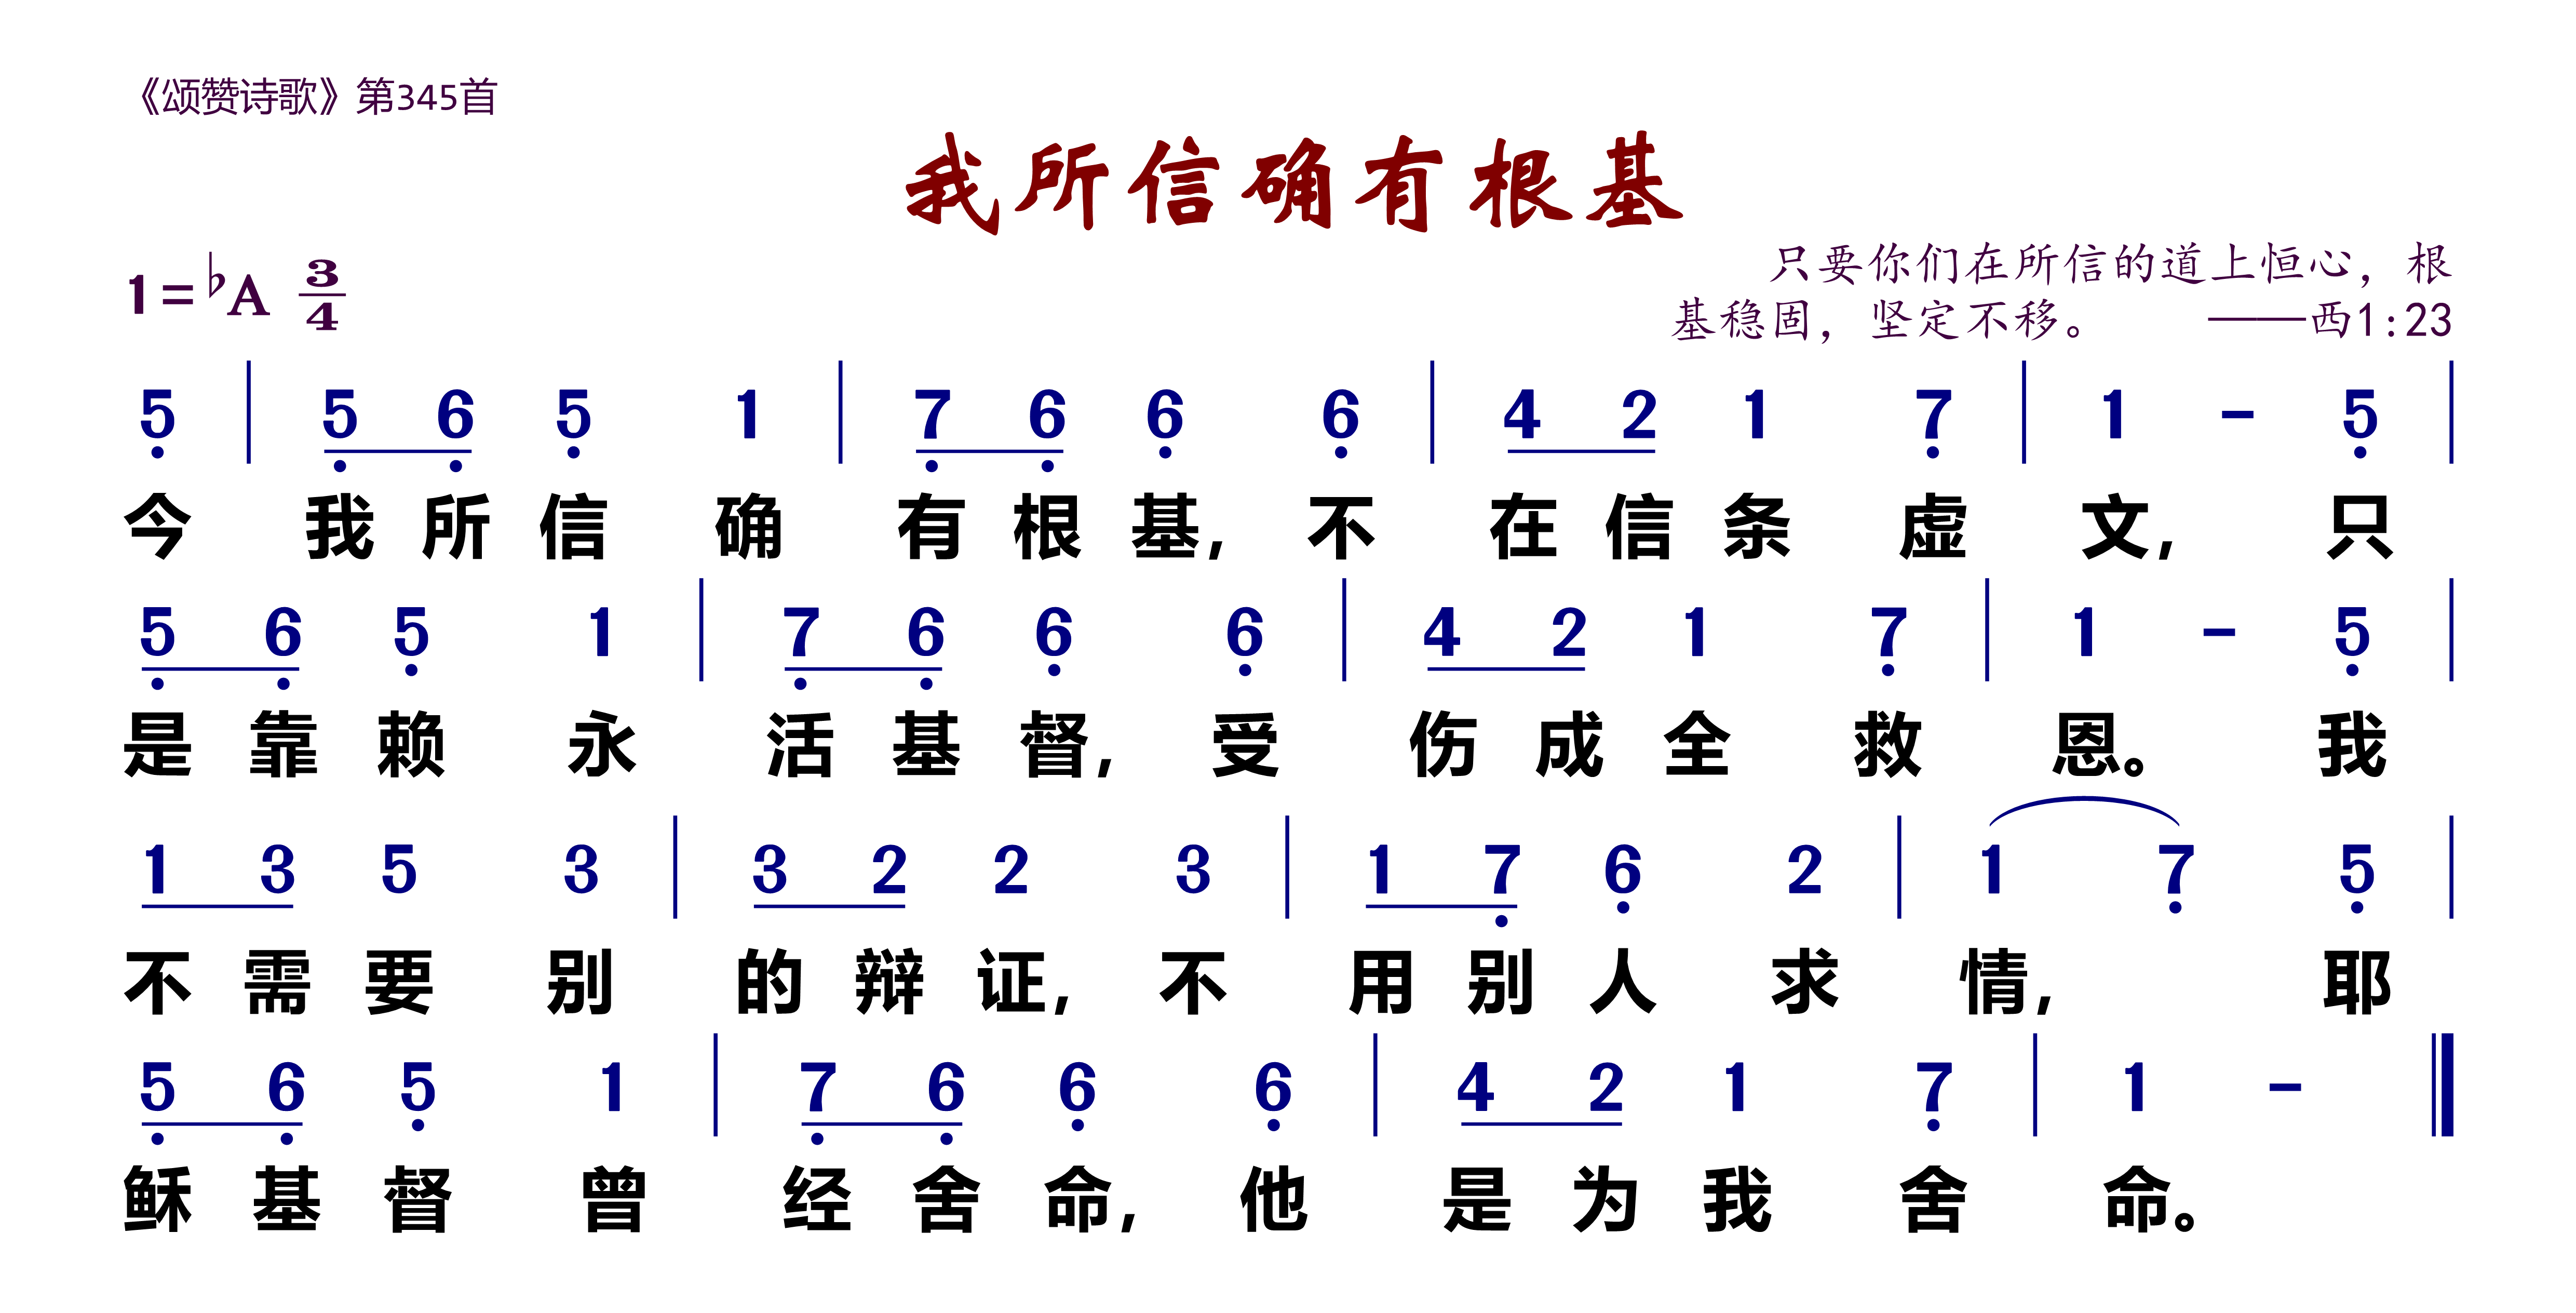 《颂赞诗歌》第345首
我所信确有根基
只要你们在所信的道上恒心，根
基稳固，坚定不移。 ——西1:23
1=♭A 3/4
5 | 5 6 5 1 | 7 6 6 6 | 4 2 1 7 | 1 - 5 |
今 我所信 确 有根基，不 在信条 虚 文，只
5 6 5 1 | 7 6 6 6 | 4 2 1 7 | 1 - 5 |
是靠赖 永 活基督，受 伤成全 救 恩。我
1 3 5 3 | 3 2 2 3 | 1 7 6 2 | 1 7 5 |
不需要 别 的辩证，不 用别人 求 情，耶
5 6 5 1 | 7 6 6 6 | 4 2 1 7 | 1 - ‖
稣基督 曾 经舍命，他 是为我 舍 命。